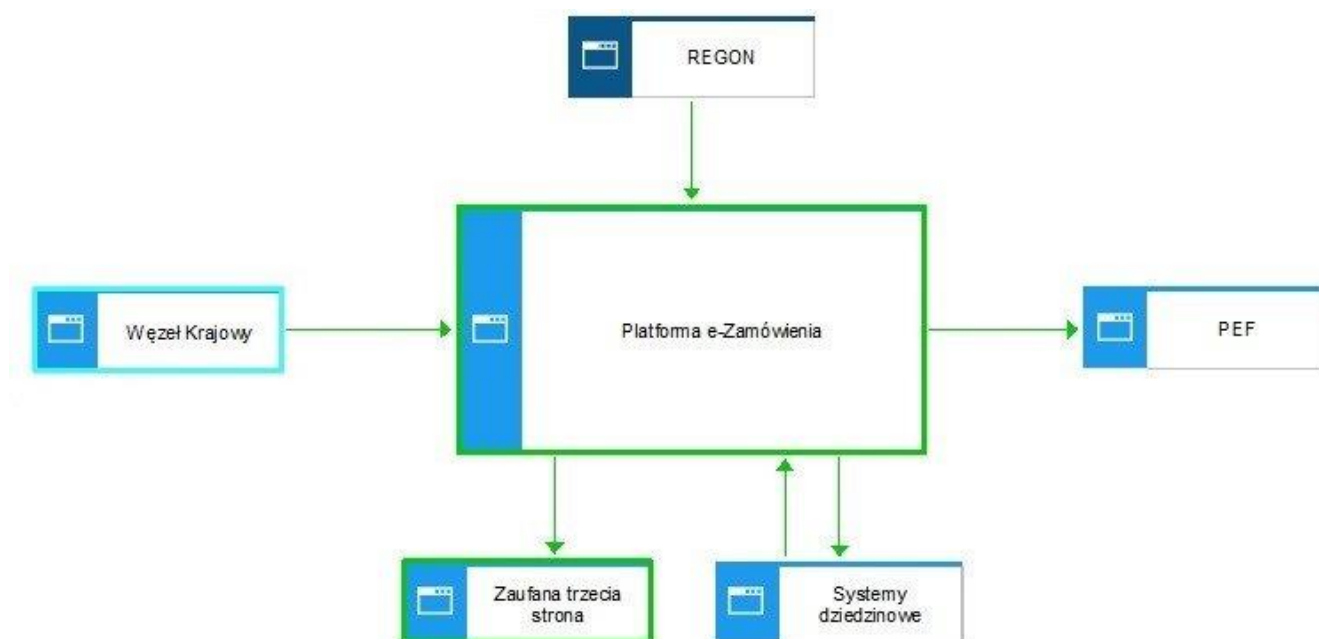 REGON
Węzeł Krajowy
Platforma e-Zamówienia
PEF
Zaufana trzecia
strona
Systemy
dziedzinowe